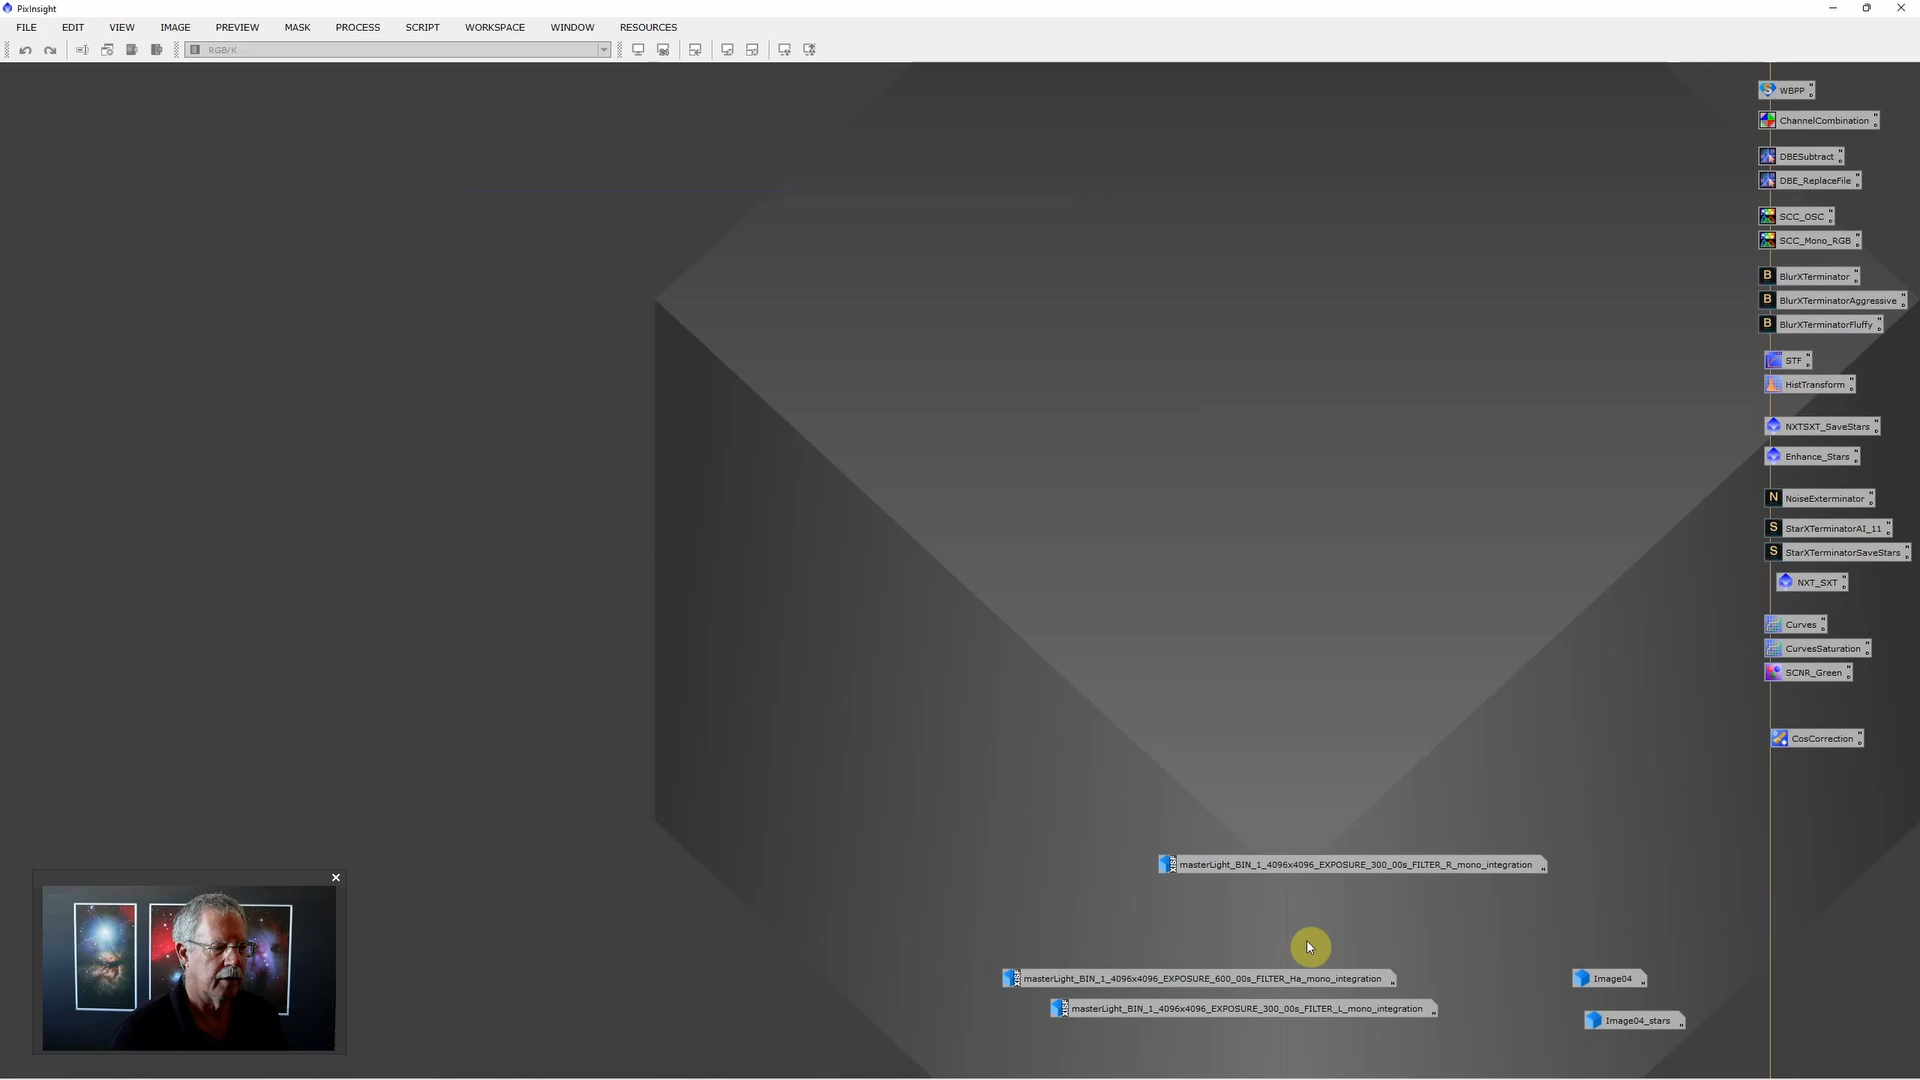 PixInsight
FILE EDIT VIEW IMAGE PREVIEW MASK PROCESS SCRIPT WORKSPACE WINDOW RESOURCES
RGB/K
WBPP
ChannelCombination
DBESubtract
DBE_ReplaceFile
SCC_OSC
SCC_Mono_RGB
BlurXTerminator
BlurXTerminatorAggressive
BlurXTerminatorFluffy
STF
HistTransform
NXTSXT_SaveStars
Enhance_Stars
NoiseExterminator
StarXTerminatorAI_11
StarXTerminatorSaveStars
NXT_SXT
Curves
CurvesSaturation
SCNR_Green
CosCorrection
masterLight_BIN_1_4096x4096_EXPOSURE_300_00s_FILTER_R_mono_integration
masterLight_BIN_1_4096x4096_EXPOSURE_600_00s_FILTER_Ha_mono_integration
Image04
masterLight_BIN_1_4096x4096_EXPOSURE_300_00s_FILTER_L_mono_integration
Image04_stars